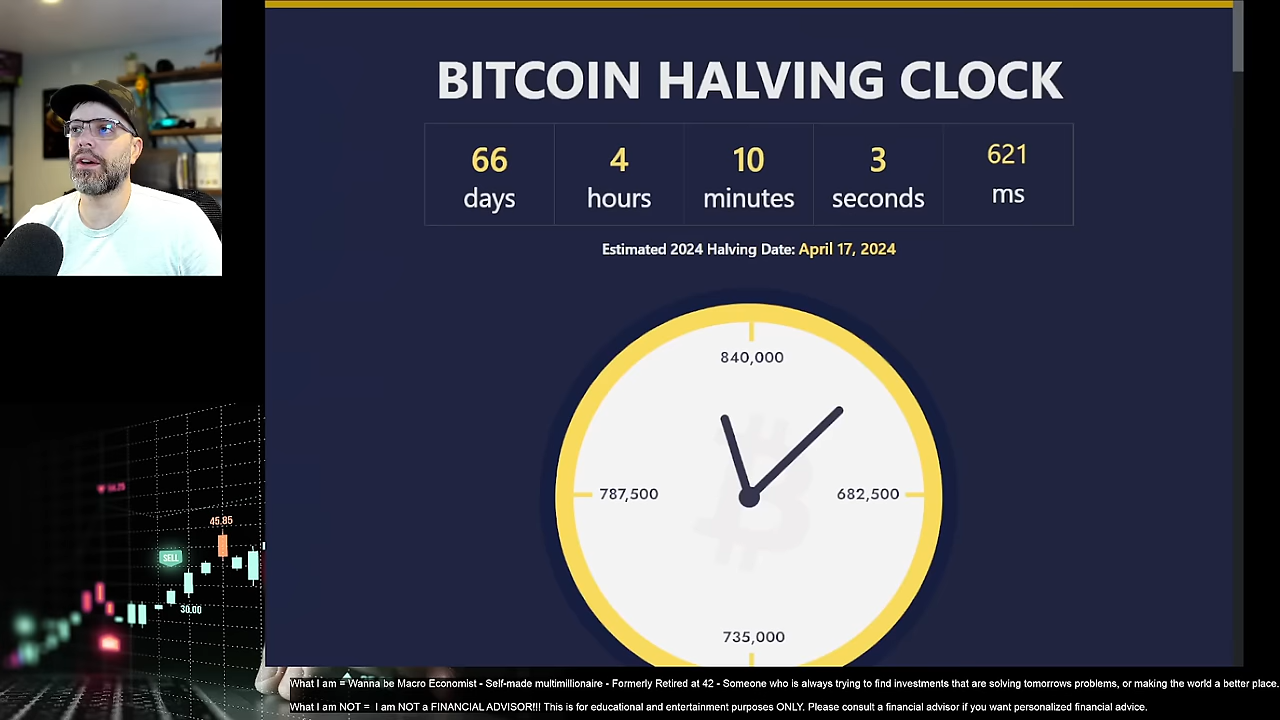 BITCOIN HALVING CLOCK
66 4 10 3 621
days hours minutes seconds ms
Estimated 2024 Halving Date: April 17, 2024
840,000
787,500 682,500
735,000
45.85
SELL
30.00
What I am = Wanna be Macro Economist - Self-made multimillionaire - Formerly Retired at 42 - Someone who is always trying to find investments that are solving tomorrows problems, or making the world a better place.
What I am NOT = I am NOT a FINANCIAL ADVISOR!!! This is for educational and entertainment purposes ONLY. Please consult a financial advisor if you want personalized financial advice.